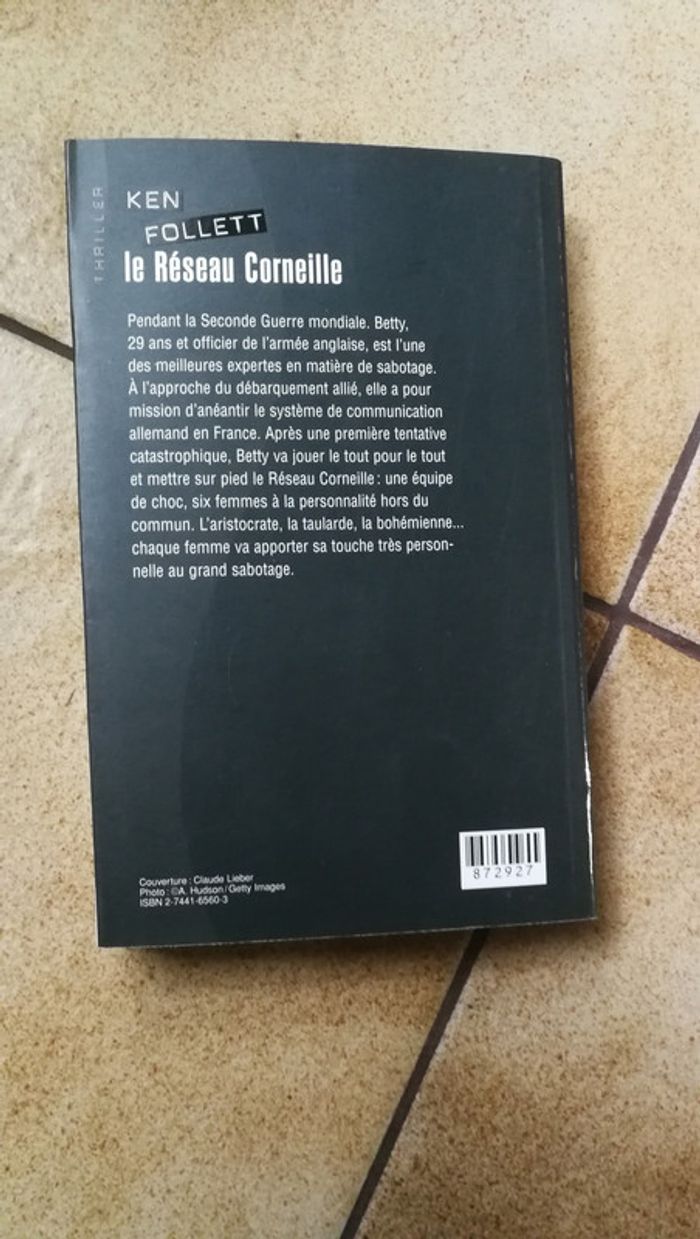 THRILLER
KEN
FOLLETT
le Réseau Corneille
Pendant la Seconde Guerre mondiale. Betty,
29 ans et officier de l'armée anglaise, est l'une
des meilleures expertes en matière de sabotage.
À l'approche du débarquement allié, elle a pour
mission d'anéantir le système de communication
allemand en France. Après une première tentative
catastrophique, Betty va jouer le tout pour le tout
et mettre sur pied le Réseau Corneille : une équipe
de choc, six femmes à la personnalité hors du
commun. L'aristocrate, la taularde, la bohémienne...
chaque femme va apporter sa touche très person-
nelle au grand sabotage.
Couverture : Claude Lieber
Photo : ©A. Hudson / Getty Images
ISBN 2-7441-6560-3
872927